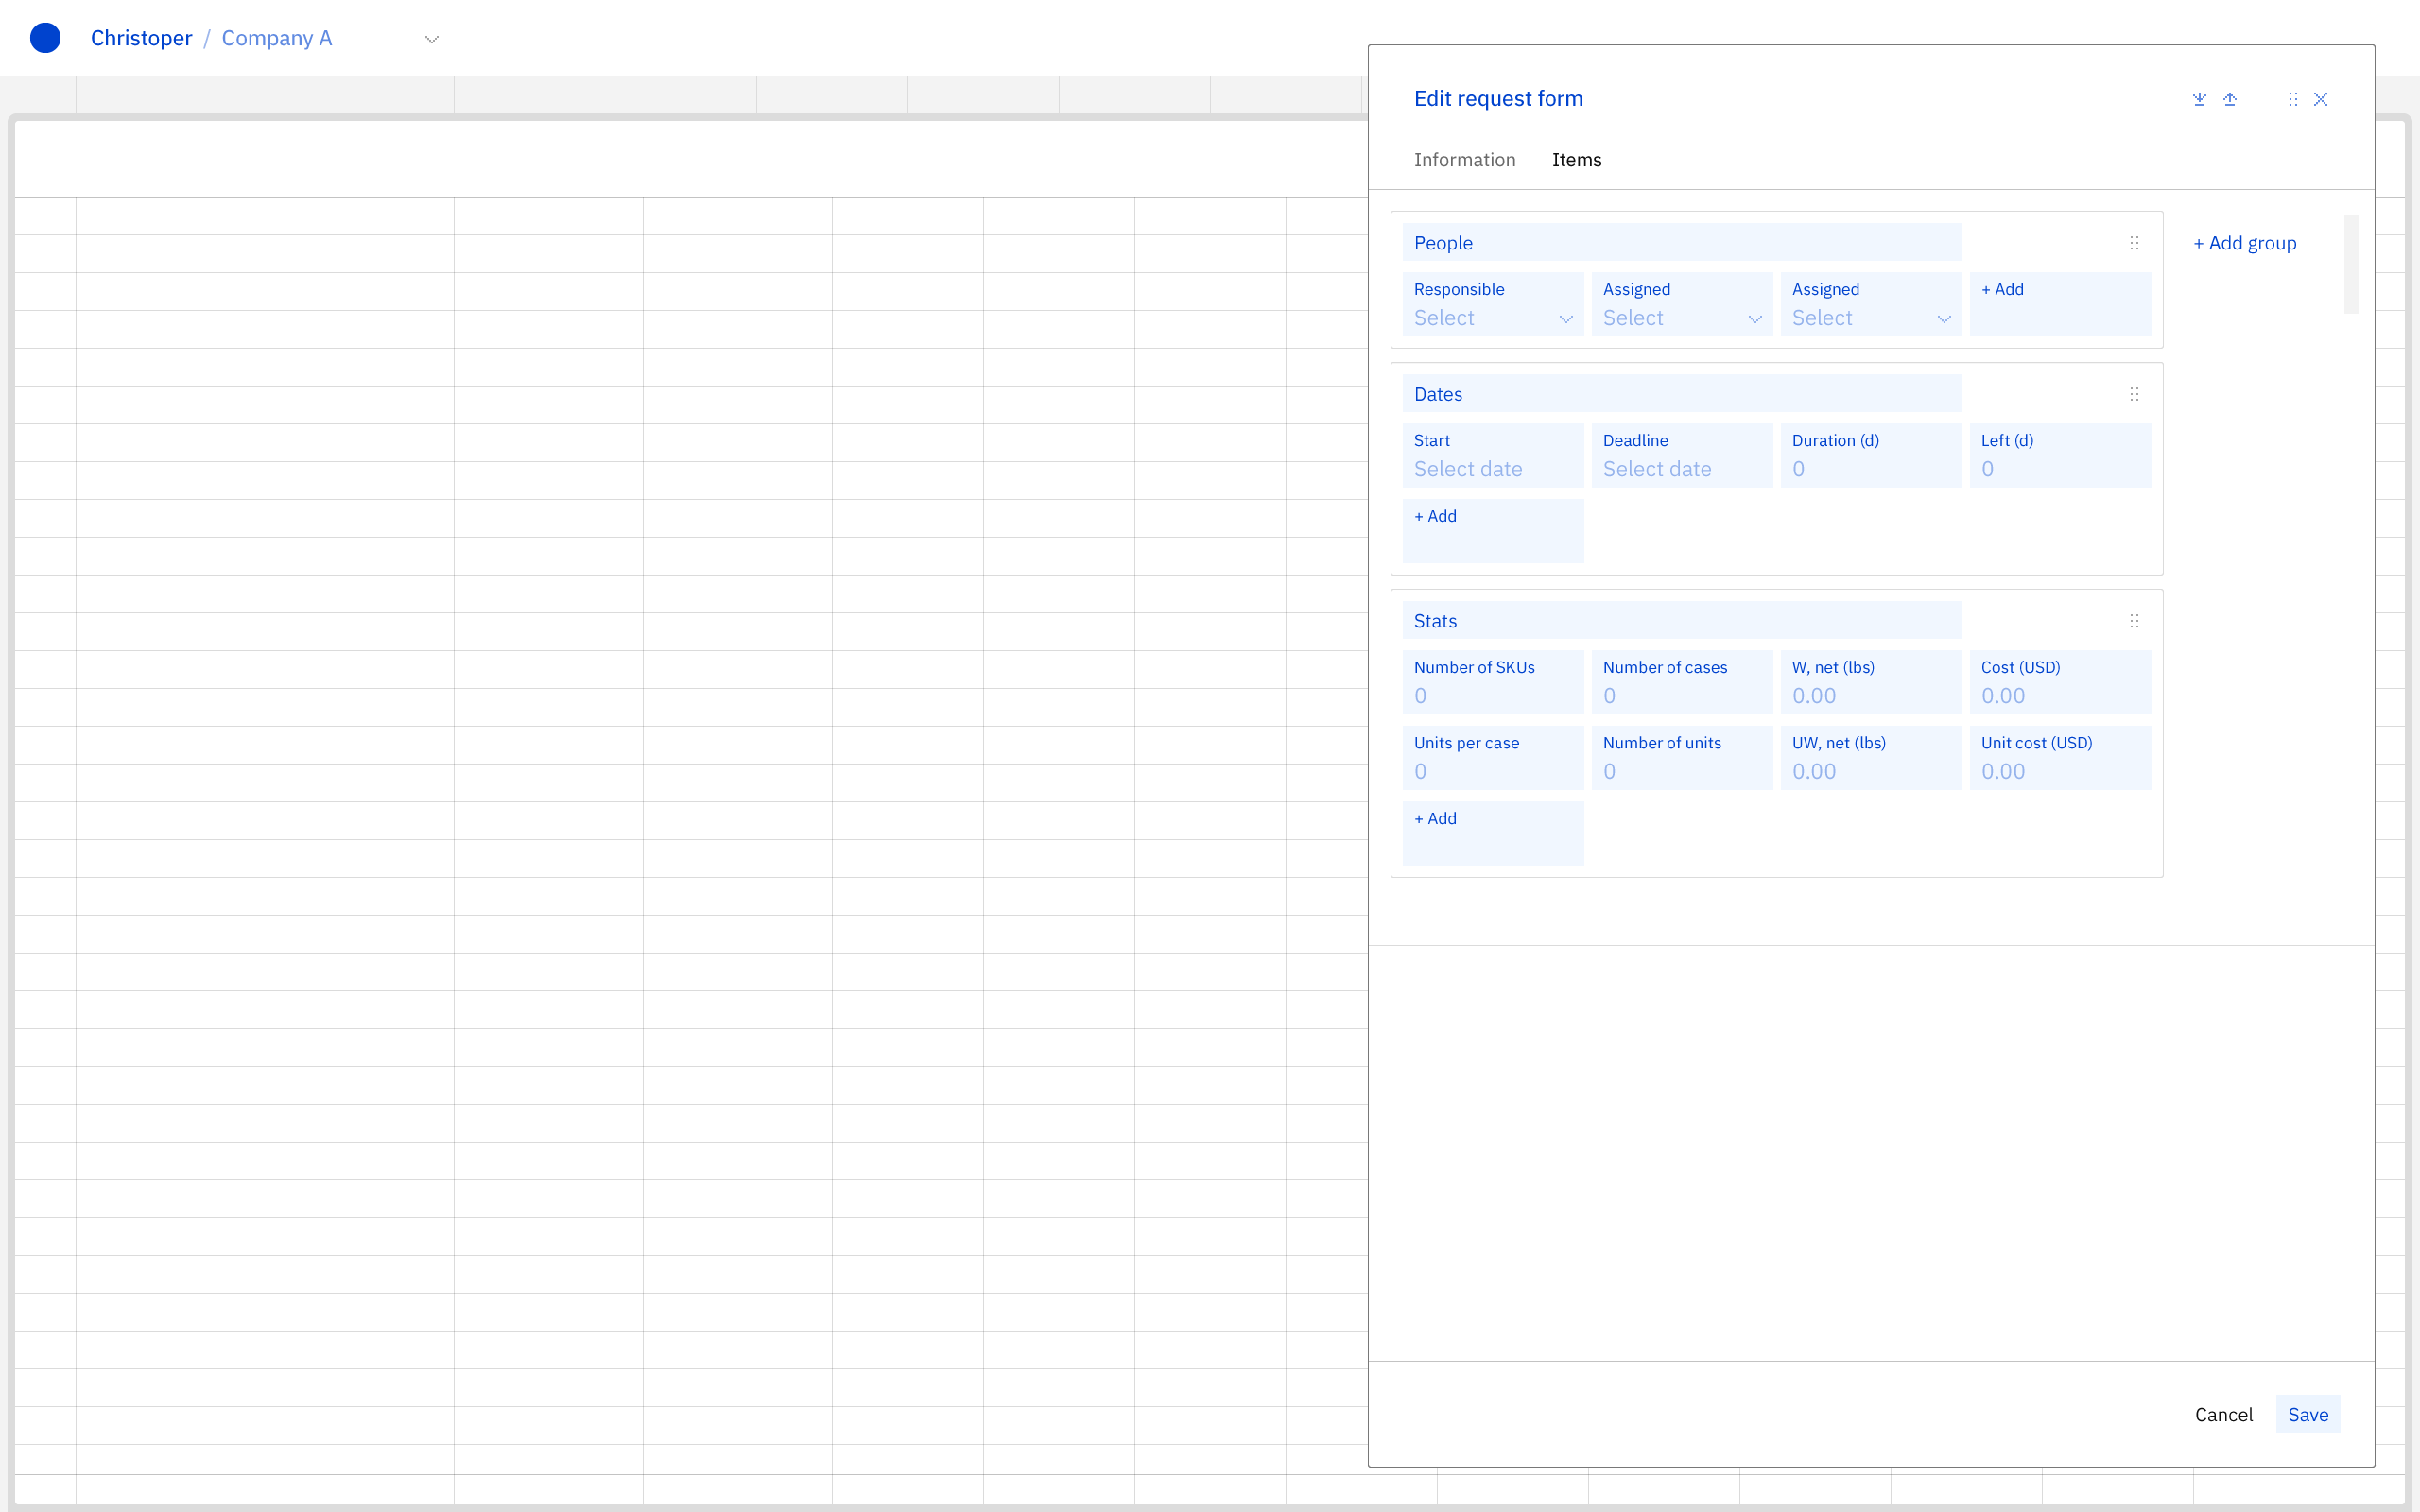 Christoper / Company A
Edit request form
Information Items
People
+ Add group
Responsible Assigned Assigned + Add
Select Select Select
Dates
Start Deadline Duration (d) Left (d)
Select date Select date 0 0
+ Add
Stats
Number of SKUs Number of cases W, net (lbs) Cost (USD)
0 0 0.00 0.00
Units per case Number of units UW, net (lbs) Unit cost (USD)
0 0 0.00 0.00
+ Add
Cancel Save